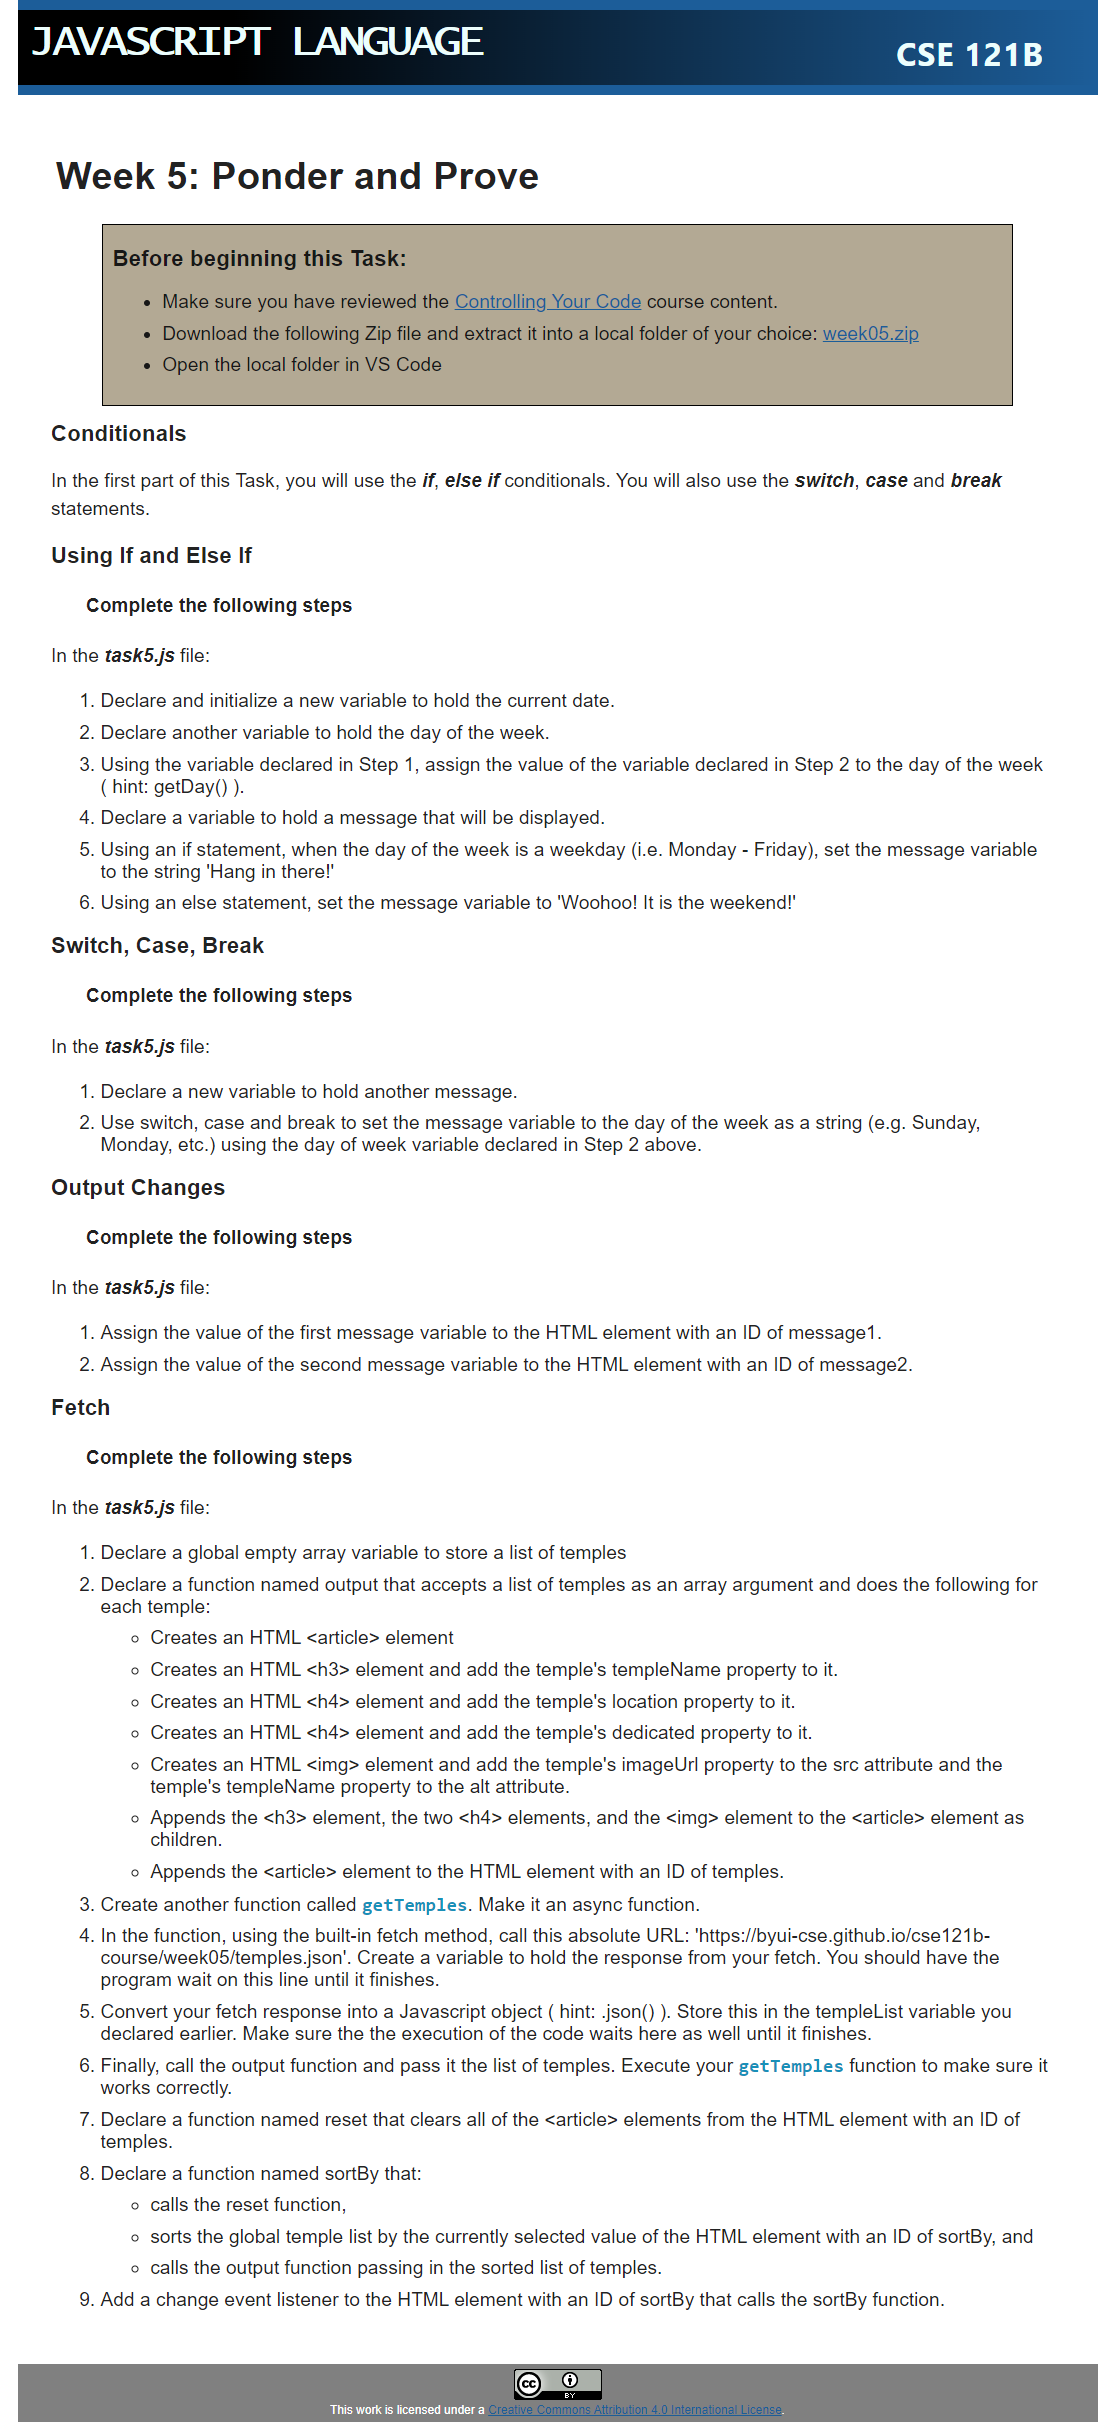 JAVASCRIPT LANGUAGE
CSE 121B
Week 5: Ponder and Prove
Before beginning this Task:
• Make sure you have reviewed the Controlling Your Code course content.
• Download the following Zip file and extract it into a local folder of your choice: week05.zip
• Open the local folder in VS Code
Conditionals
In the first part of this Task, you will use the if, else if conditionals. You will also use the switch, case and break
statements.
Using If and Else If
Complete the following steps
In the task5.js file:
1. Declare and initialize a new variable to hold the current date.
2. Declare another variable to hold the day of the week.
3. Using the variable declared in Step 1, assign the value of the variable declared in Step 2 to the day of the week
( hint: getDay() ).
4. Declare a variable to hold a message that will be displayed.
5. Using an if statement, when the day of the week is a weekday (i.e. Monday - Friday), set the message variable
to the string 'Hang in there!'
6. Using an else statement, set the message variable to 'Woohoo! It is the weekend!'
Switch, Case, Break
Complete the following steps
In the task5.js file:
1. Declare a new variable to hold another message.
2. Use switch, case and break to set the message variable to the day of the week as a string (e.g. Sunday,
Monday, etc.) using the day of week variable declared in Step 2 above.
Output Changes
Complete the following steps
In the task5.js file:
1. Assign the value of the first message variable to the HTML element with an ID of message1.
2. Assign the value of the second message variable to the HTML element with an ID of message2.
Fetch
Complete the following steps
In the task5.js file:
1. Declare a global empty array variable to store a list of temples
2. Declare a function named output that accepts a list of temples as an array argument and does the following for
each temple:
◦ Creates an HTML <article> element
◦ Creates an HTML <h3> element and add the temple's templeName property to it.
◦ Creates an HTML <h4> element and add the temple's location property to it.
◦ Creates an HTML <h4> element and add the temple's dedicated property to it.
◦ Creates an HTML <img> element and add the temple's imageUrl property to the src attribute and the
temple's templeName property to the alt attribute.
◦ Appends the <h3> element, the two <h4> elements, and the <img> element to the <article> element as
children.
◦ Appends the <article> element to the HTML element with an ID of temples.
3. Create another function called getTemples. Make it an async function.
4. In the function, using the built-in fetch method, call this absolute URL: 'https://byui-cse.github.io/cse121b-
course/week05/temples.json'. Create a variable to hold the response from your fetch. You should have the
program wait on this line until it finishes.
5. Convert your fetch response into a Javascript object ( hint: .json() ). Store this in the templeList variable you
declared earlier. Make sure the the execution of the code waits here as well until it finishes.
6. Finally, call the output function and pass it the list of temples. Execute your getTemples function to make sure it
works correctly.
7. Declare a function named reset that clears all of the <article> elements from the HTML element with an ID of
temples.
8. Declare a function named sortBy that:
◦ calls the reset function,
◦ sorts the global temple list by the currently selected value of the HTML element with an ID of sortBy, and
◦ calls the output function passing in the sorted list of temples.
9. Add a change event listener to the HTML element with an ID of sortBy that calls the sortBy function.
cc BY
This work is licensed under a Creative Commons Attribution 4.0 International License.